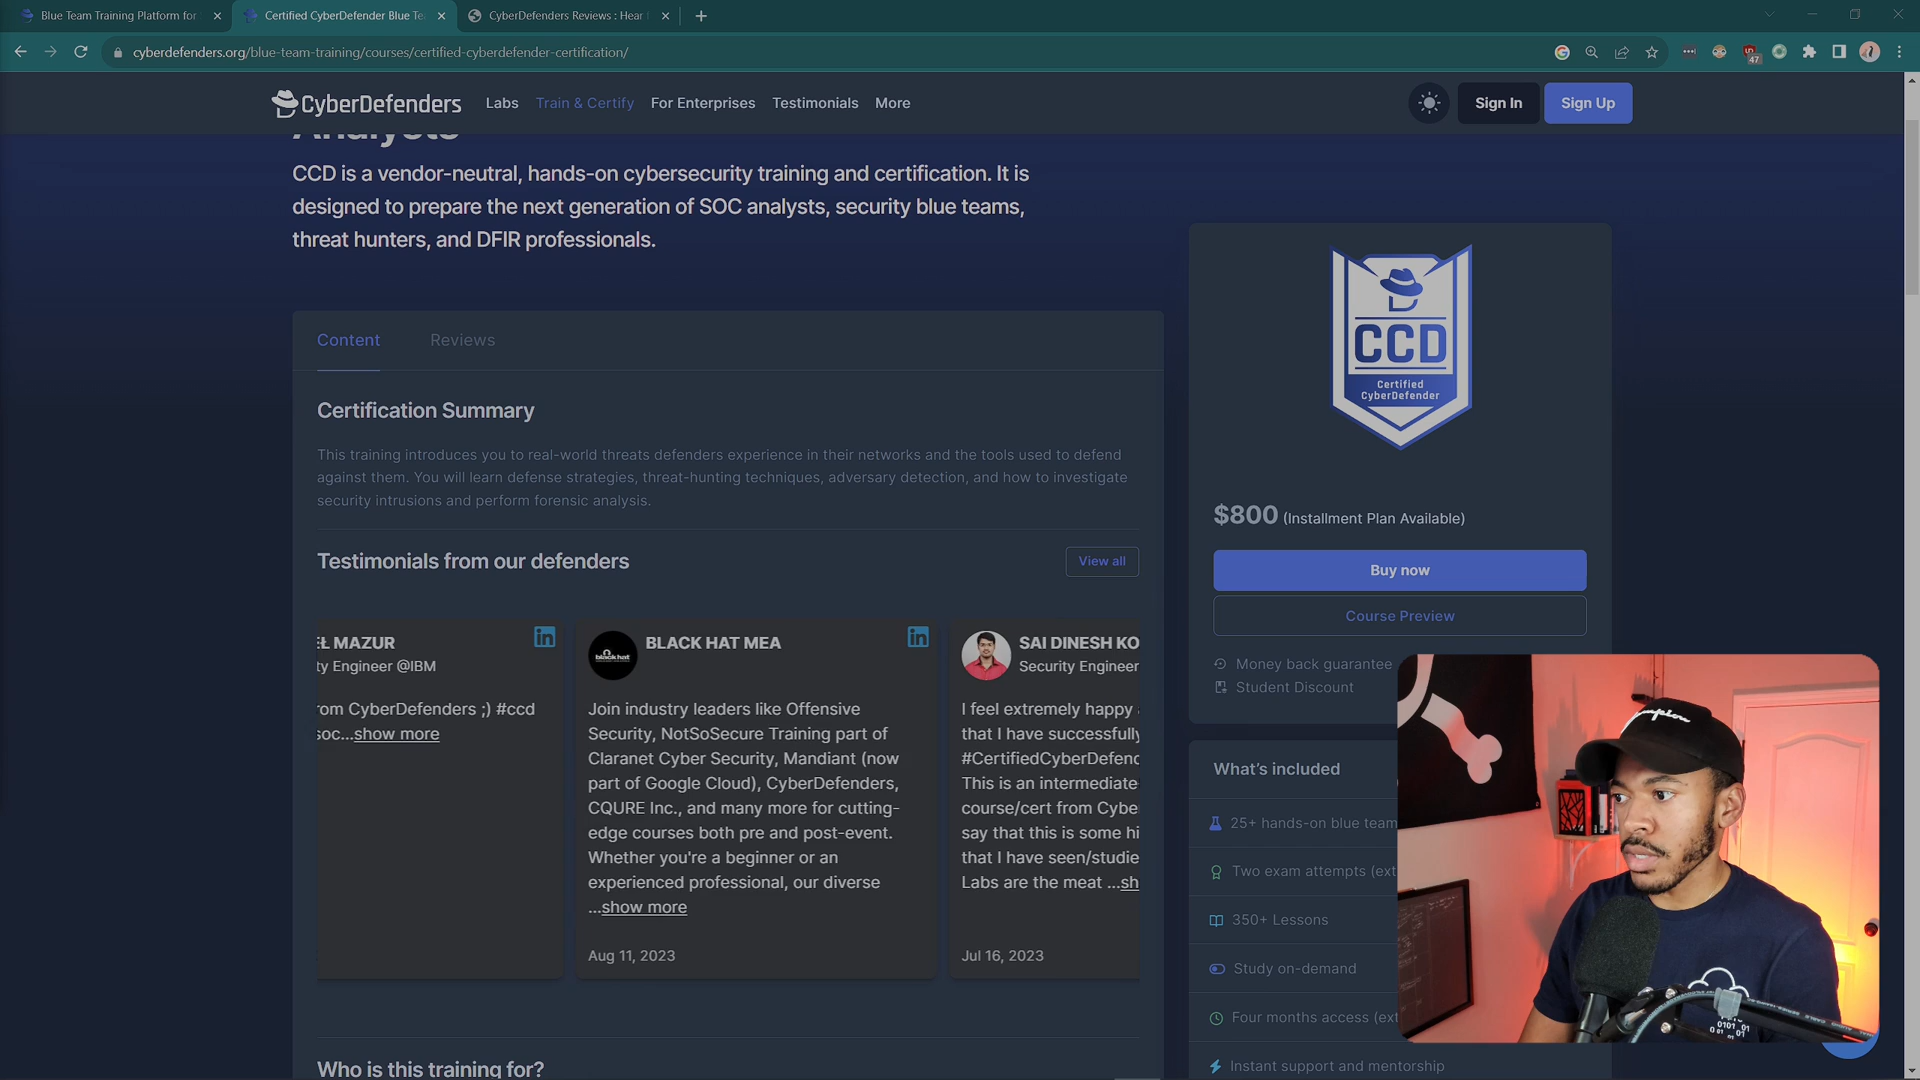 Blue Team Training Platform for
Certified CyberDefender Blue Te
CyberDefenders Reviews : Hear
cyberdefenders.org/blue-team-training/courses/certified-cyberdefender-certification/
47
CyberDefenders
Labs
Train & Certify
For Enterprises
Testimonials
More
Sign In
Sign Up
Analysts
CCD is a vendor-neutral, hands-on cybersecurity training and certification. It is
designed to prepare the next generation of SOC analysts, security blue teams,
threat hunters, and DFIR professionals.
Content
Reviews
Certification Summary
This training introduces you to real-world threats defenders experience in their networks and the tools used to defend
against them. You will learn defense strategies, threat-hunting techniques, adversary detection, and how to investigate
security intrusions and perform forensic analysis.
Testimonials from our defenders
View all
EŁ MAZUR
ty Engineer @IBM
om CyberDefenders ;) #ccd
soc...show more
black hat
BLACK HAT MEA
Join industry leaders like Offensive
Security, NotSoSecure Training part of
Claranet Cyber Security, Mandiant (now
part of Google Cloud), CyberDefenders,
CQURE Inc., and many more for cutting-
edge courses both pre and post-event.
Whether you're a beginner or an
experienced professional, our diverse
...show more
Aug 11, 2023
SAI DINESH KO
Security Engineer
I feel extremely happy
that I have successfully
#CertifiedCyberDefend
This is an intermediate-
course/cert from Cybe
say that this is some hi
that I have seen/studie
Labs are the meat ...sh
Jul 16, 2023
Who is this training for?
CCD
Certified
CyberDefender
$800 (Installment Plan Available)
Buy now
Course Preview
Money back guarantee
Student Discount
What's included
25+ hands-on blue team
Two exam attempts (ext
350+ Lessons
Study on-demand
Four months access (ext
Instant support and mentorship
Champion
0101 01